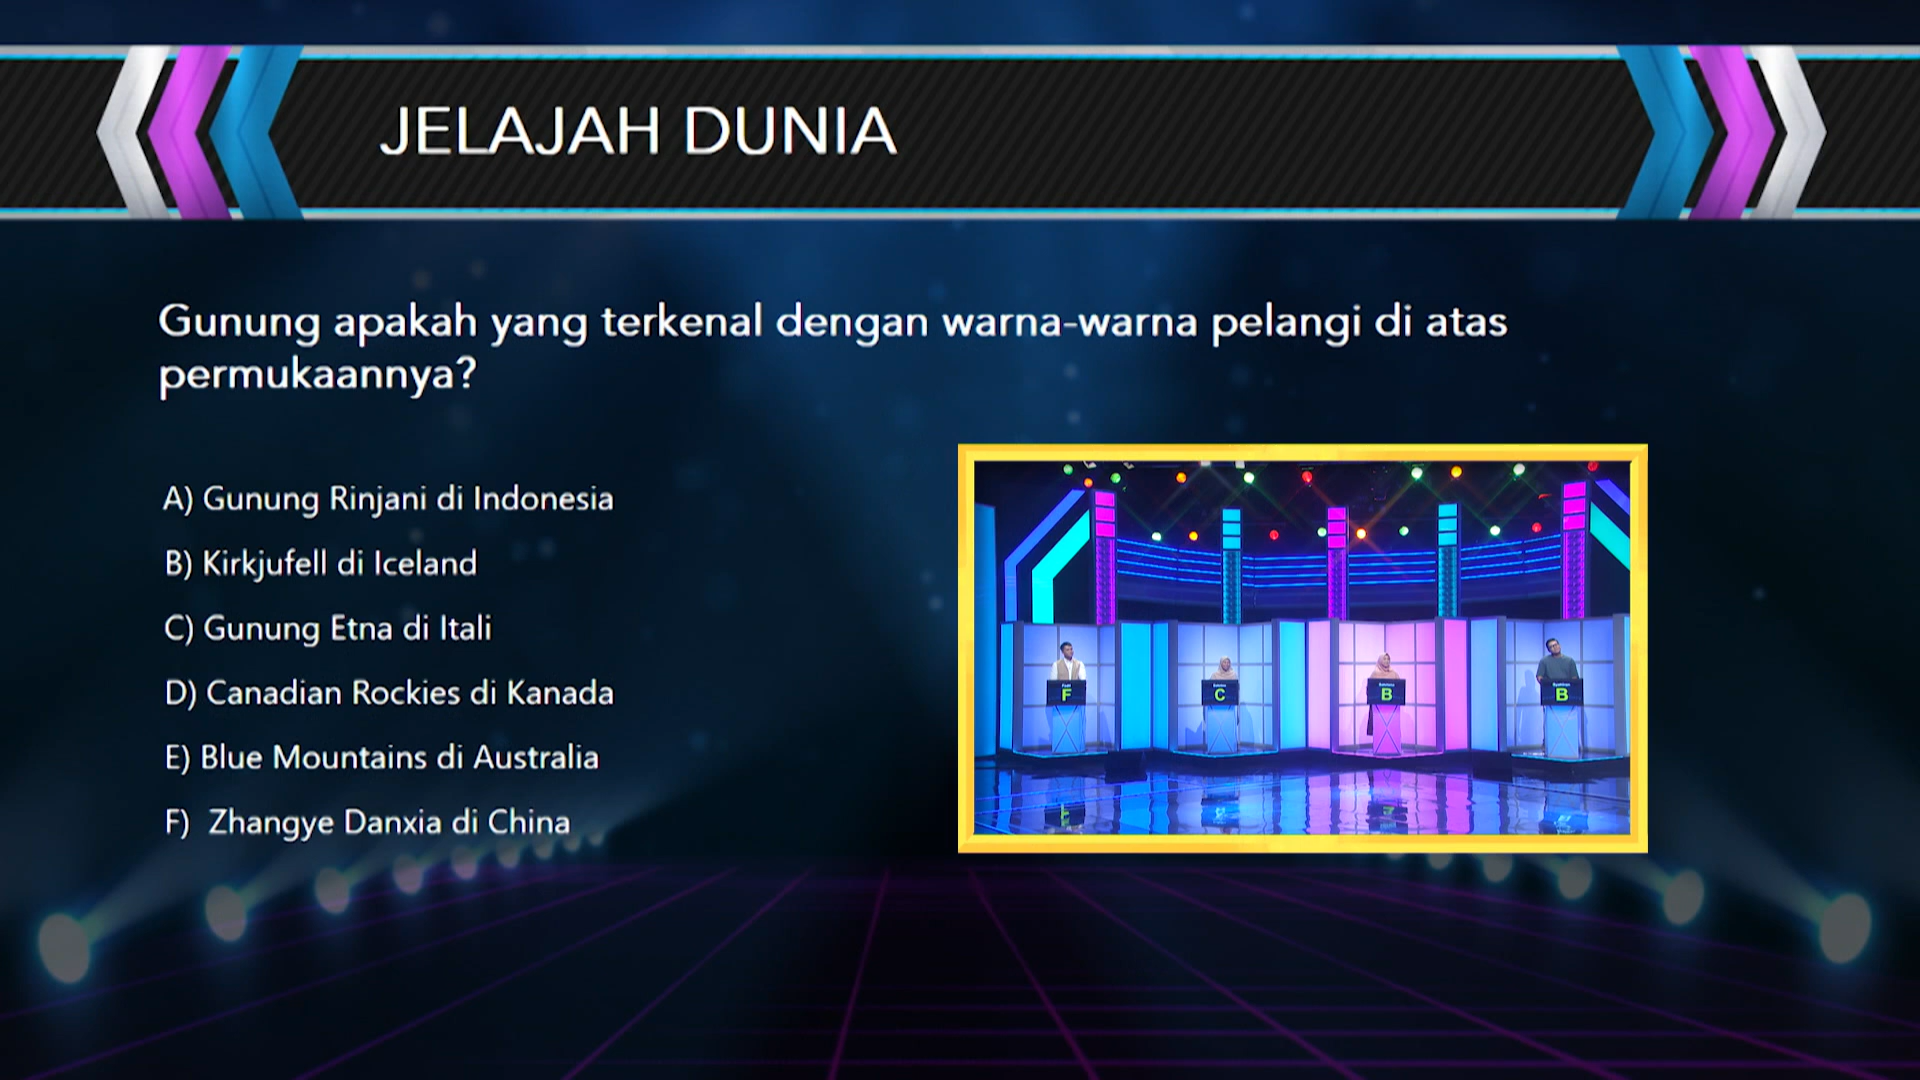 JELAJAH DUNIA
Gunung apakah yang terkenal dengan warna-warna pelangi di atas
permukaannya?
A) Gunung Rinjani di Indonesia
B) Kirkjufell di Iceland
C) Gunung Etna di Itali
D) Canadian Rockies di Kanada
E) Blue Mountains di Australia
F) Zhangye Danxia di China
F
C
B
B